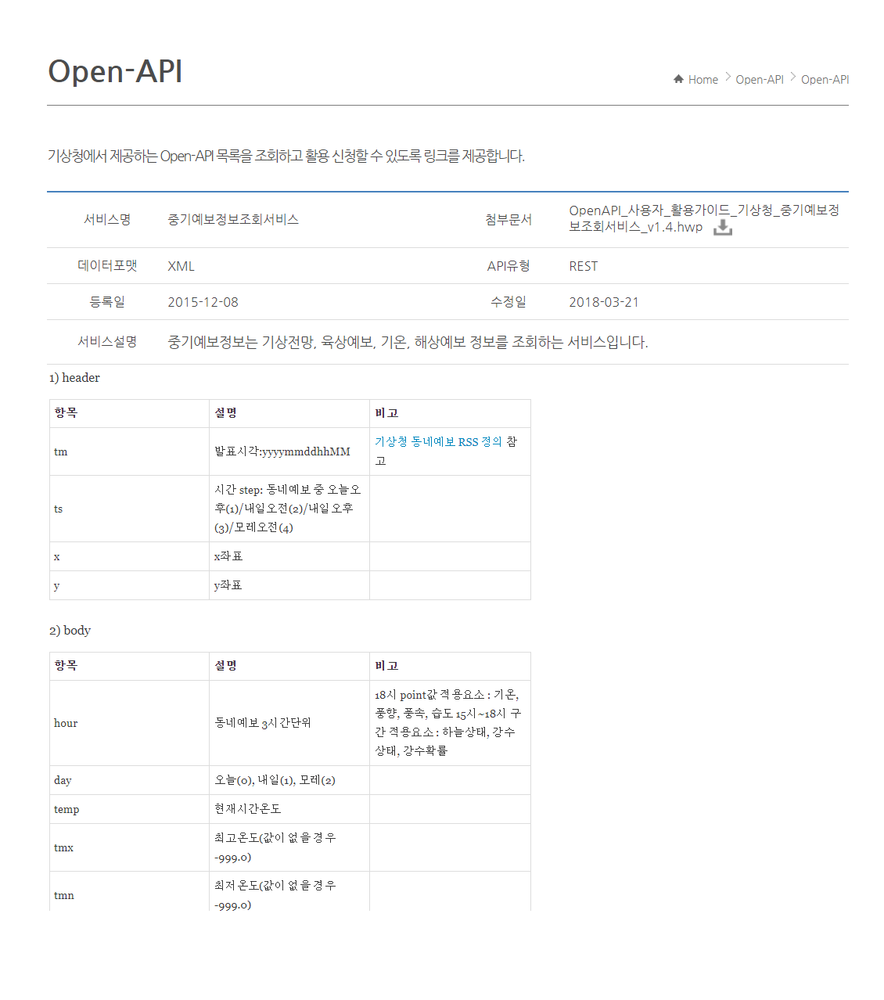 Open-API
Home > Open-API > Open-API
기상청에서 제공하는 Open-API 목록을 조회하고 활용 신청할 수 있도록 링크를 제공합니다.
서비스명 중기예보정보조회서비스 첨부문서 OpenAPI_사용자_활용가이드_기상청_중기예보정
보조회서비스_v1.4.hwp
데이터포맷 XML API유형 REST
등록일 2015-12-08 수정일 2018-03-21
서비스설명 중기예보정보는 기상전망, 육상예보, 기온, 해상예보 정보를 조회하는 서비스입니다.
1) header
항목 설명 비고
tm 발표시각:yyyymmddhhMM 기상청 동네예보 RSS 정의 참
고
ts 시간 step: 동네예보 중 오늘오
후(1)/내일오전(2)/내일오후
(3)/모레오전(4)
x x좌표
y y좌표
2) body
항목 설명 비고
hour 동네예보 3시간단위 18시 point값 적용요소 : 기온,
풍향, 풍속, 습도 15시~18시 구
간 적용요소 : 하늘상태, 강수
상태, 강수확률
day 오늘(0), 내일(1), 모레(2)
temp 현재시간온도
tmx 최고온도(값이 없을 경우
-999.0)
tmn 최저온도(값이 없을 경우
-999.0)